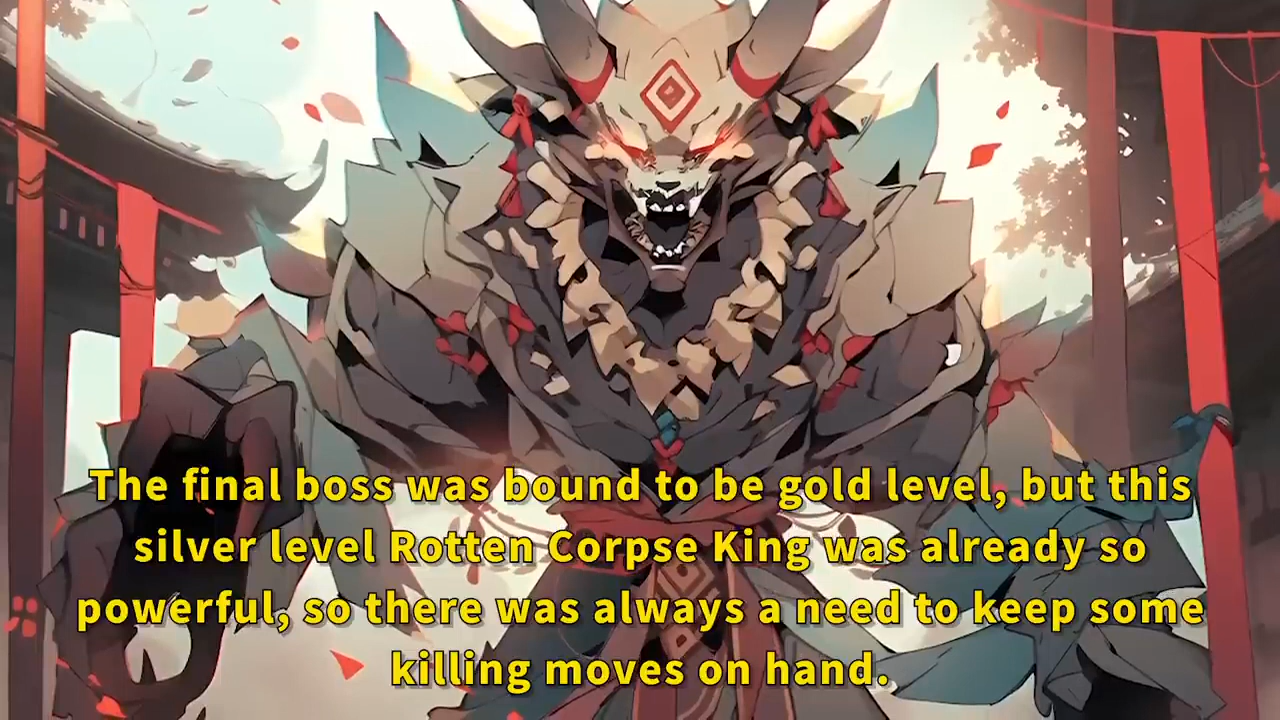 The final boss was bound to be gold level, but this
silver level Rotten Corpse King was already so
powerful, so there was always a need to keep some
killing moves on hand.